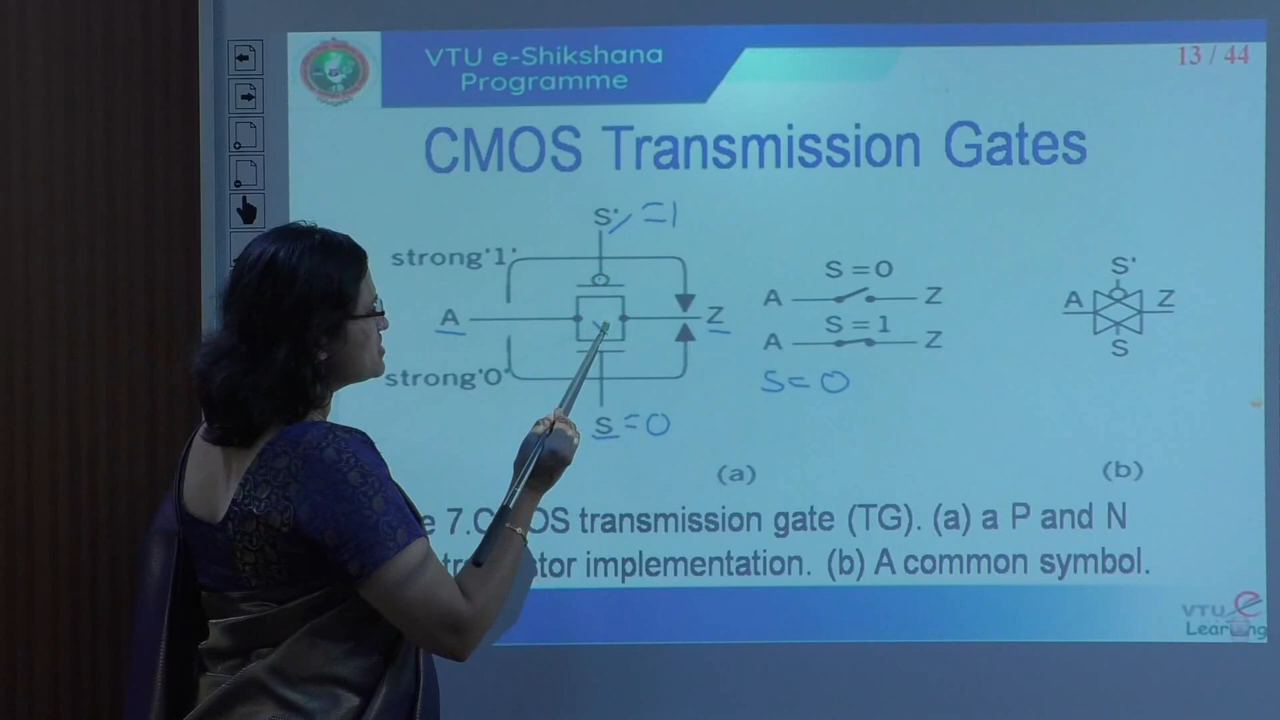 VTU e-Shikshana
Programme
13 / 44
CMOS Transmission Gates
S' =1
strong'1'
A
Z
strong'0'
S =0
S=0
A Z
S=1
A Z
S= 0
S'
A Z
S
(a)
(b)
e 7.C OS transmission gate (TG). (a) a P and N
tor implementation. (b) A common symbol.
VTU e
Learning